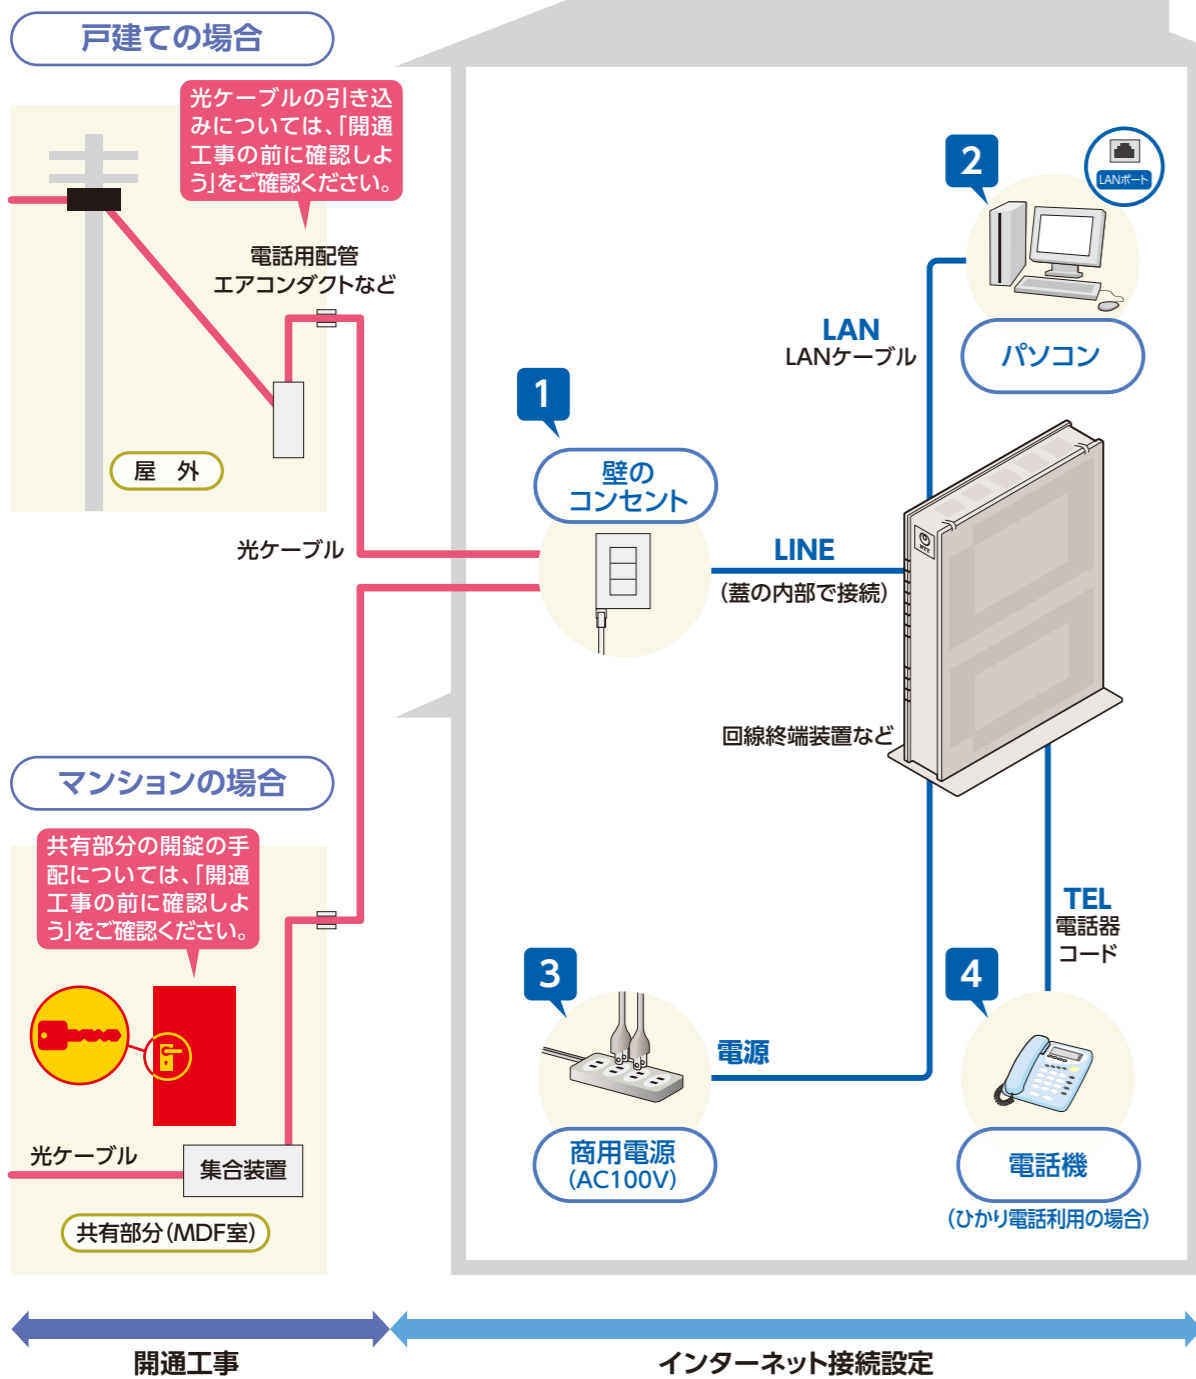 戸建ての場合
光ケーブルの引き込
みについては、「開通
工事の前に確認しよ
う」をご確認ください。
電話用配管
エアコンダクトなど
屋 外
光ケーブル
1
壁の
コンセント
2
LANポート
パソコン
LAN
LANケーブル
LINE
(蓋の内部で接続)
NTT
回線終端装置など
マンションの場合
共有部分の開錠の手
配については、「開通
工事の前に確認しよ
う」をご確認ください。
光ケーブル
集合装置
共有部分(MDF室)
3
電源
商用電源
(AC100V)
TEL
電話器
コード
4
電話機
(ひかり電話利用の場合)
開通工事
インターネット接続設定